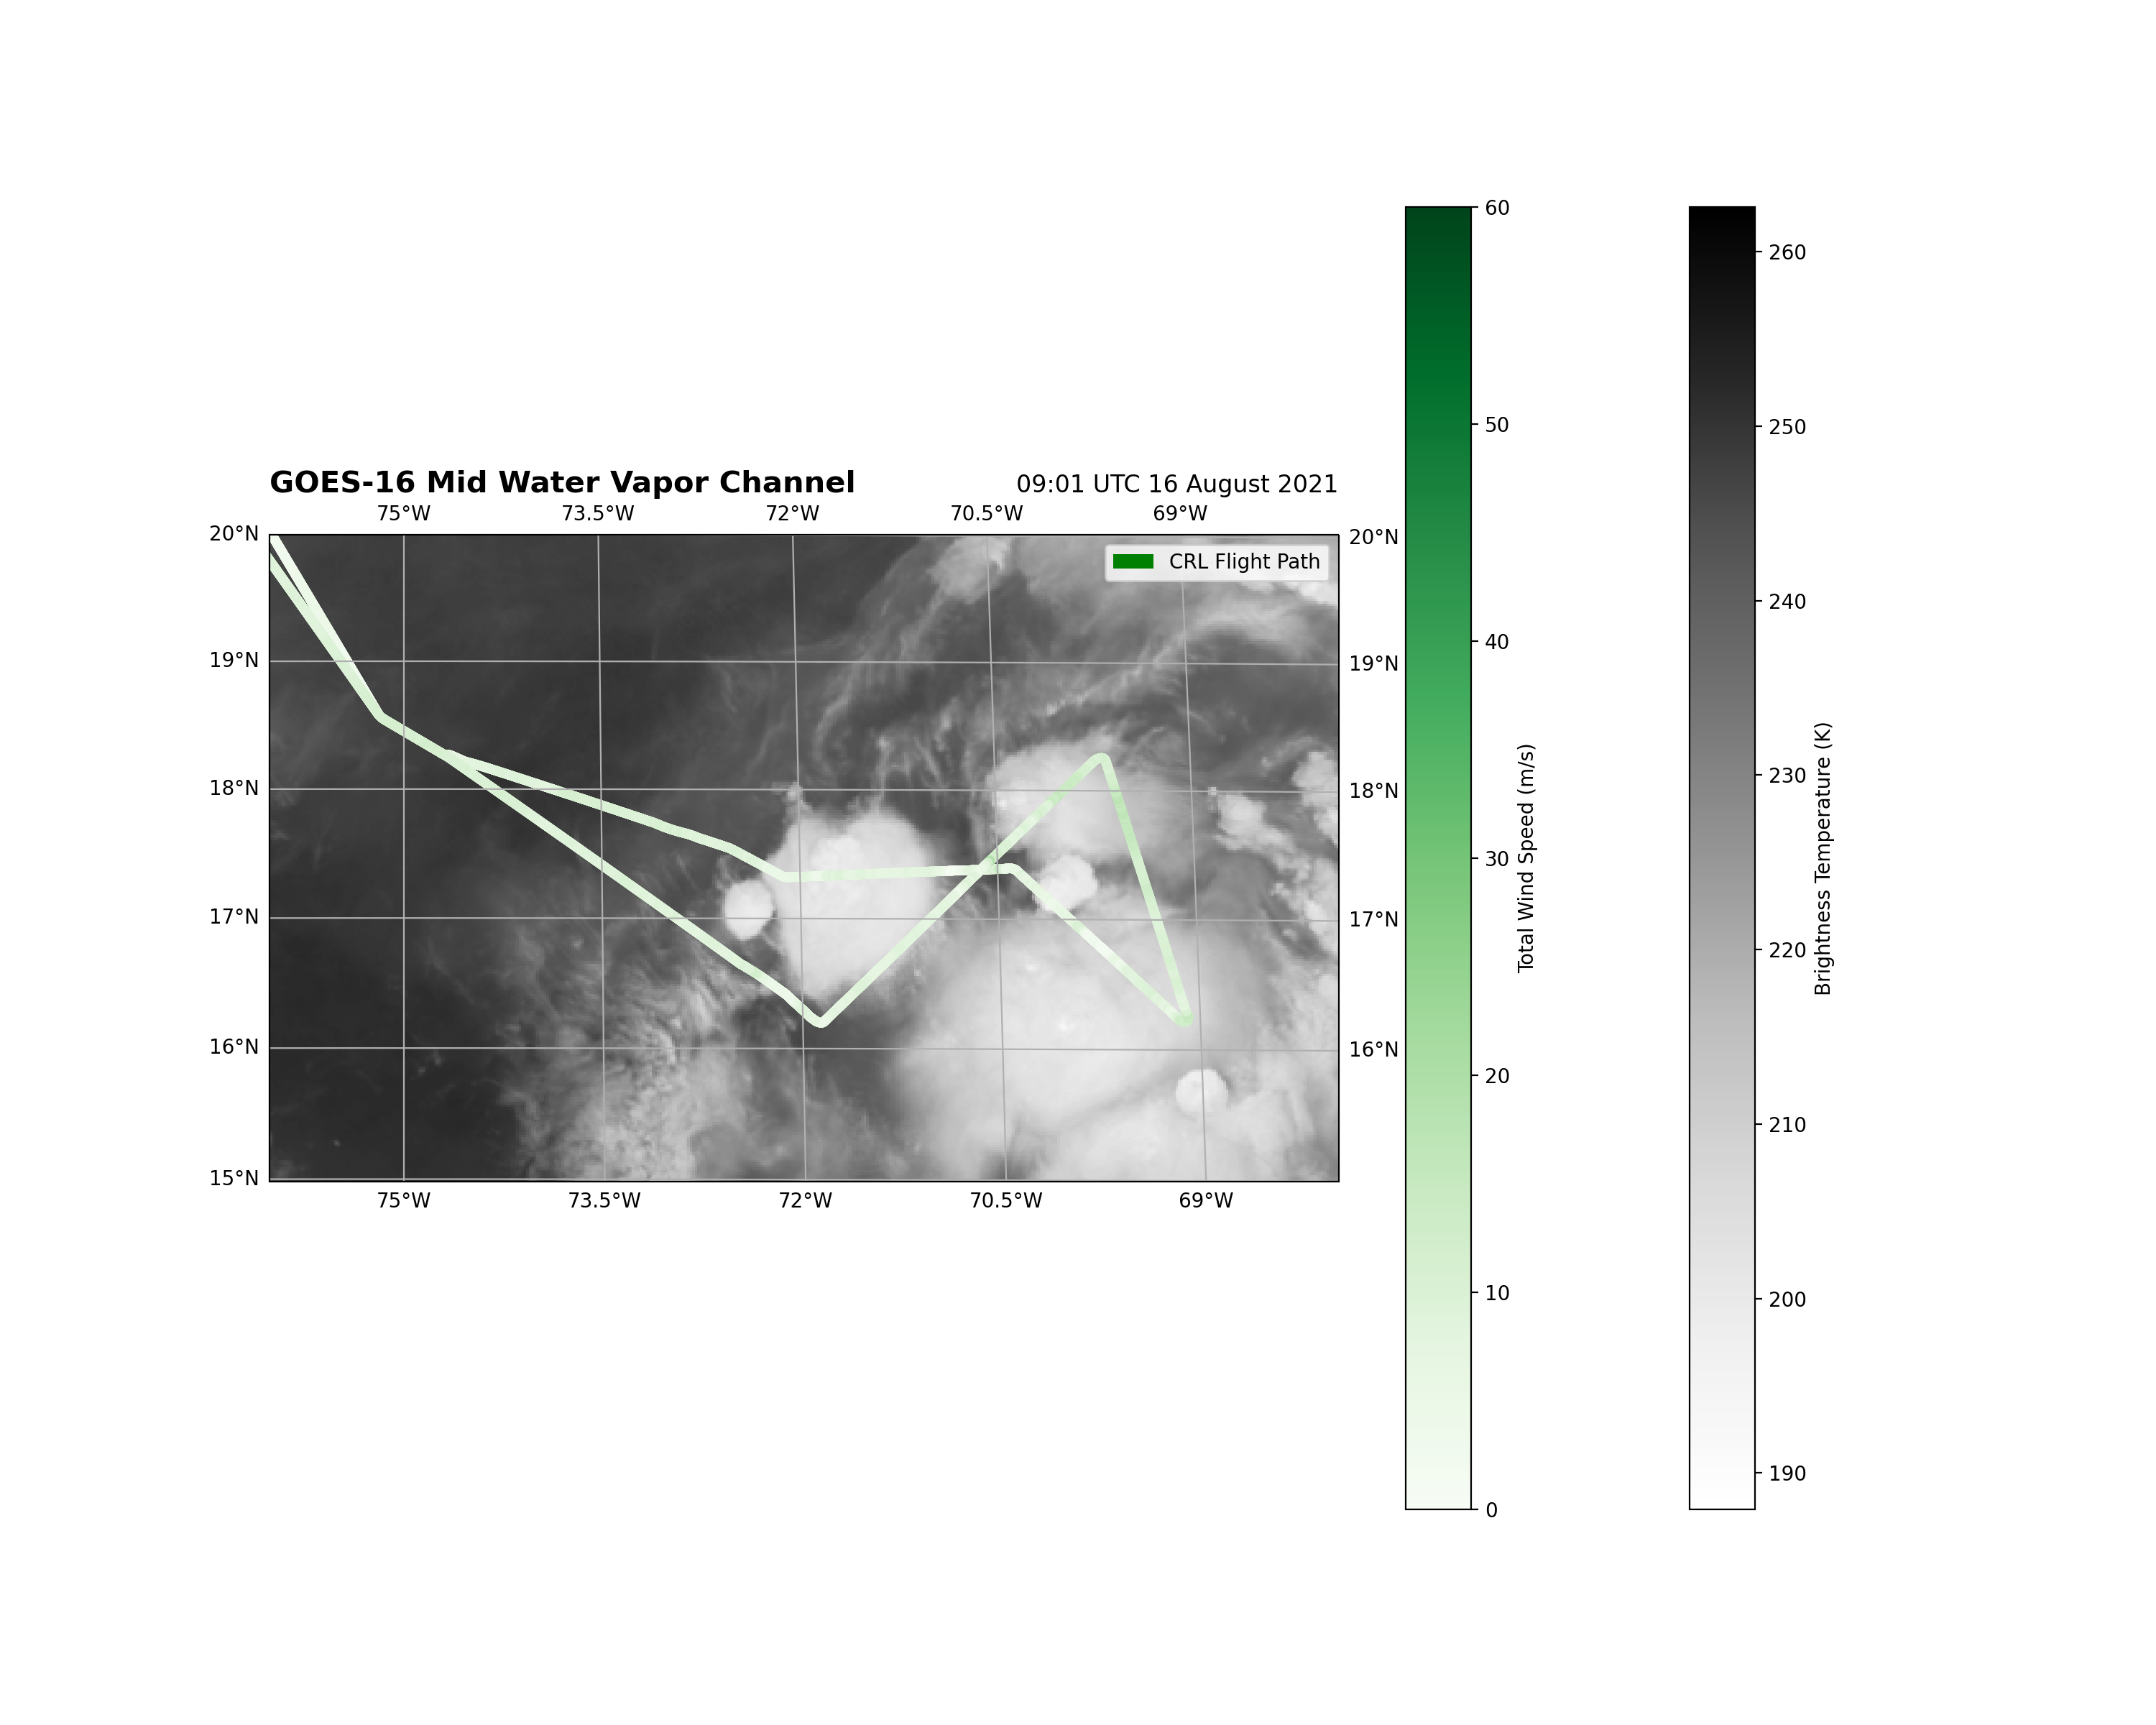 GOES-16 Mid Water Vapor Channel
09:01 UTC 16 August 2021
75°W 73.5°W 72°W 70.5°W 69°W
20°N
19°N
18°N
17°N
16°N
15°N
CRL Flight Path
20°N
19°N
18°N
17°N
16°N
75°W 73.5°W 72°W 70.5°W 69°W
60
50
40
30
20
10
0
Total Wind Speed (m/s)
260
250
240
230
220
210
200
190
Brightness Temperature (K)